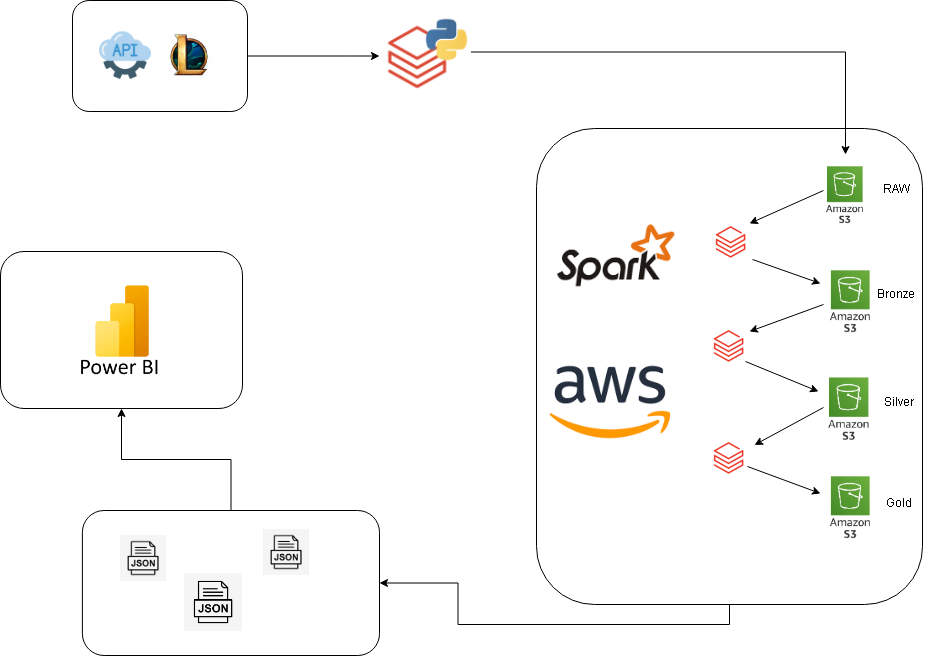 API
L
Amazon
S3
RAW
Spark
Amazon
S3
Bronze
aws
Amazon
S3
Silver
Amazon
S3
Gold
Power BI
JSON
JSON
JSON